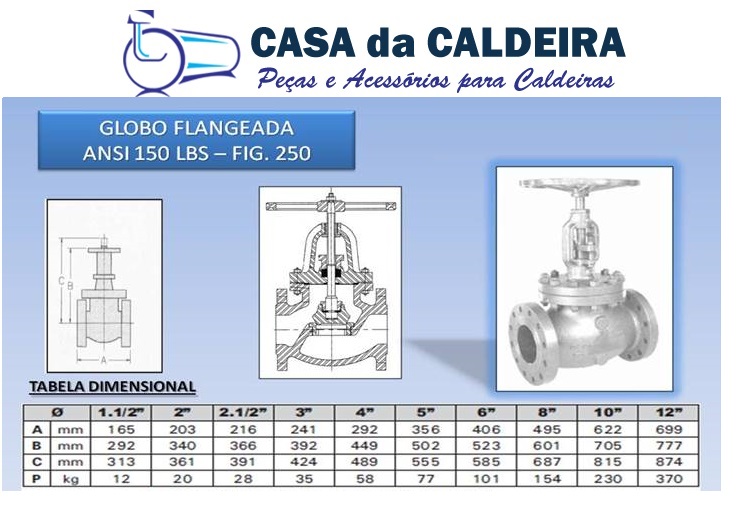 CASA da CALDEIRA
Peças e Acessórios para Caldeiras
GLOBO FLANGEADA
ANSI 150 LBS – FIG. 250
C
B
A
TABELA DIMENSIONAL
Ø 1.1/2” 2” 2.1/2” 3” 4” 5” 6” 8” 10” 12”
A mm 165 203 216 241 292 356 406 495 622 699
B mm 292 340 366 392 449 502 523 601 705 777
C mm 313 361 391 424 489 555 585 687 815 874
P kg 12 20 28 35 58 77 101 154 230 370